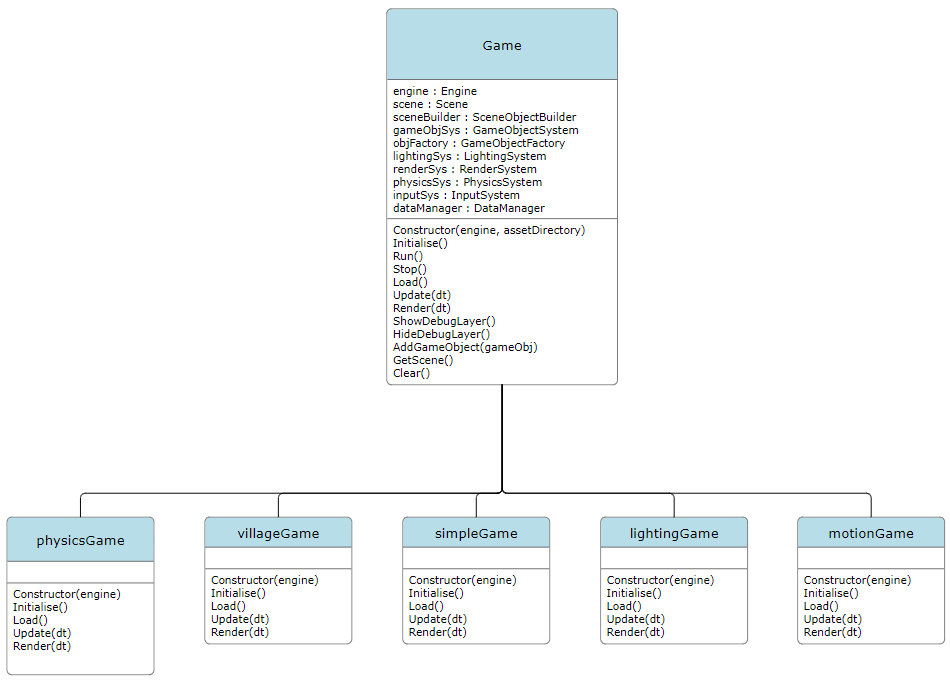 Game
engine : Engine
scene : Scene
sceneBuilder : SceneObjectBuilder
gameObjSys : GameObjectSystem
objFactory : GameObjectFactory
lightingSys : LightingSystem
renderSys : RenderSystem
physicsSys : PhysicsSystem
inputSys : InputSystem
dataManager : DataManager
Constructor(engine, assetDirectory)
Initialise()
Run()
Stop()
Load()
Update(dt)
Render(dt)
ShowDebugLayer()
HideDebugLayer()
AddGameObject(gameObj)
GetScene()
Clear()
physicsGame
Constructor(engine)
Initialise()
Load()
Update(dt)
Render(dt)
villageGame
Constructor(engine)
Initialise()
Load()
Update(dt)
Render(dt)
simpleGame
Constructor(engine)
Initialise()
Load()
Update(dt)
Render(dt)
lightingGame
Constructor(engine)
Initialise()
Load()
Update(dt)
Render(dt)
motionGame
Constructor(engine)
Initialise()
Load()
Update(dt)
Render(dt)